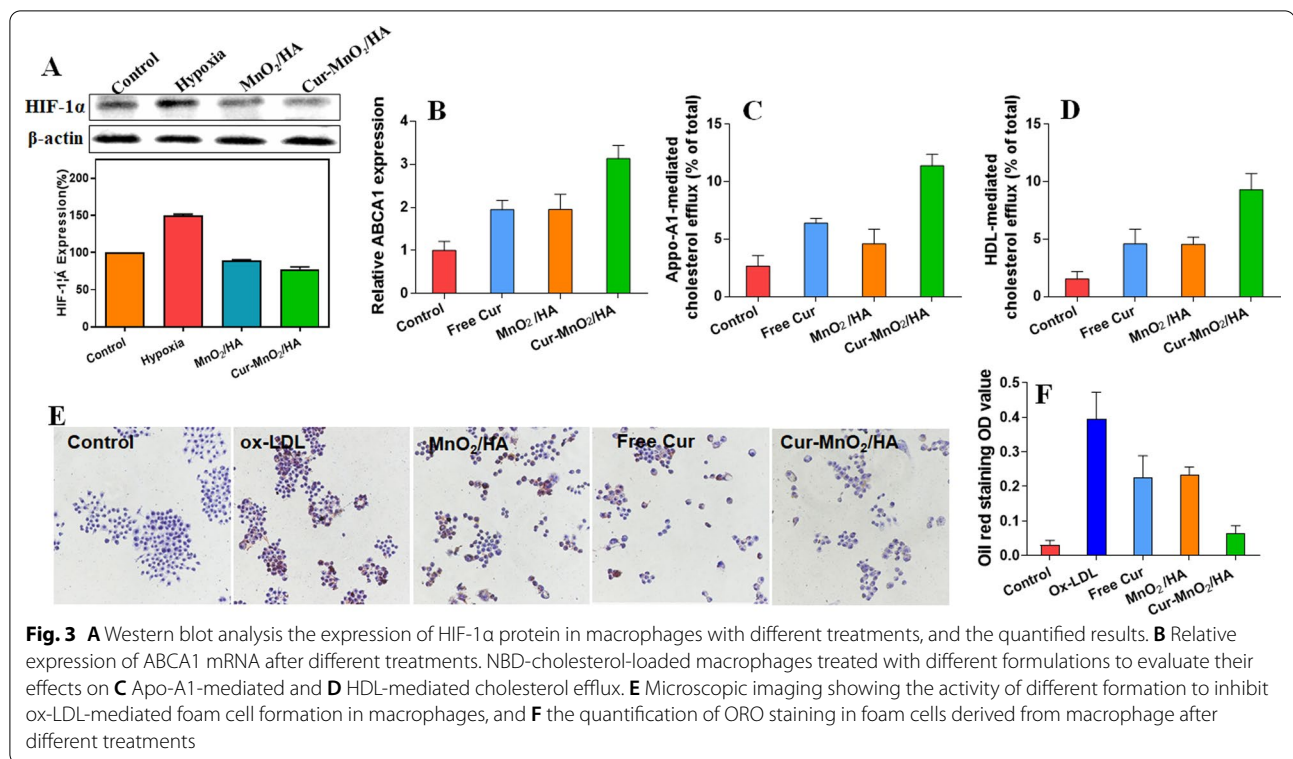 A
Control
Hypoxia
MnO₂/HA
Cur-MnO₂/HA
HIF-1α
β-actin
HIF-1¦Á Expression(%)
200
150
100
50
0
Control
Hypoxia
MnO₂/HA
Cur-MnO₂/HA
B
Relative ABCA1 expression
4
3
2
1
0
Control
Free Cur
MnO₂/HA
Cur-MnO₂/HA
C
Appo-A1-mediated
cholesterol efflux (% of total)
15
10
5
0
Control
Free Cur
MnO₂/HA
Cur-MnO₂/HA
D
HDL-mediated
cholesterol efflux (% of total)
15
10
5
0
Control
Free Cur
MnO₂/HA
Cur-MnO₂/HA
E
Control
ox-LDL
MnO₂/HA
Free Cur
Cur-MnO₂/HA
F
Oil red staining OD value
0.5
0.4
0.3
0.2
0.1
0.0
Control
Ox-LDL
Free Cur
MnO₂/HA
Cur-MnO₂/HA
Fig. 3 A Western blot analysis the expression of HIF-1α protein in macrophages with different treatments, and the quantified results. B Relative
expression of ABCA1 mRNA after different treatments. NBD-cholesterol-loaded macrophages treated with different formulations to evaluate their
effects on C Apo-A1-mediated and D HDL-mediated cholesterol efflux. E Microscopic imaging showing the activity of different formation to inhibit
ox-LDL-mediated foam cell formation in macrophages, and F the quantification of ORO staining in foam cells derived from macrophage after
different treatments